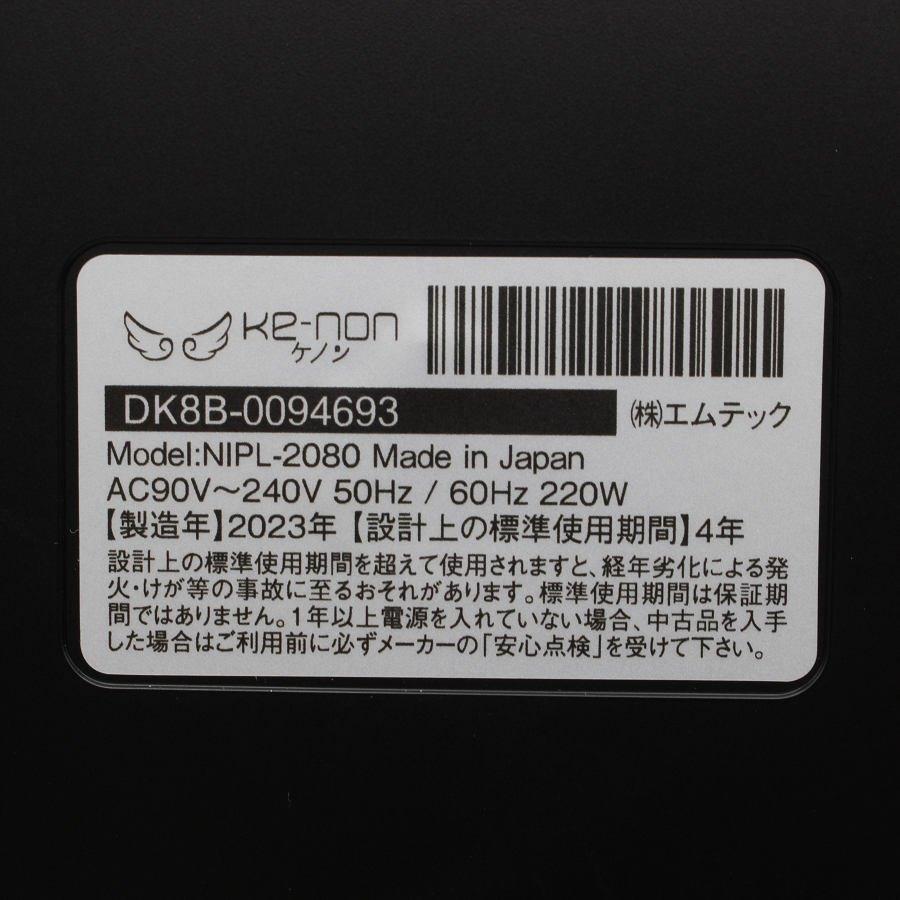 ke-non
ケノン
DK8B-0094693
㈱エムテック
Model:NIPL-2080 Made in Japan
AC90V～240V 50Hz / 60Hz 220W
【製造年】2023年【設計上の標準使用期間】4年
設計上の標準使用期間を超えて使用されますと、経年劣化による発
火・けが等の事故に至るおそれがあります。標準使用期間は保証期
間ではありません。1年以上電源を入れていない場合、中古品を入手
した場合はご利用前に必ずメーカーの「安心点検」を受けて下さい。